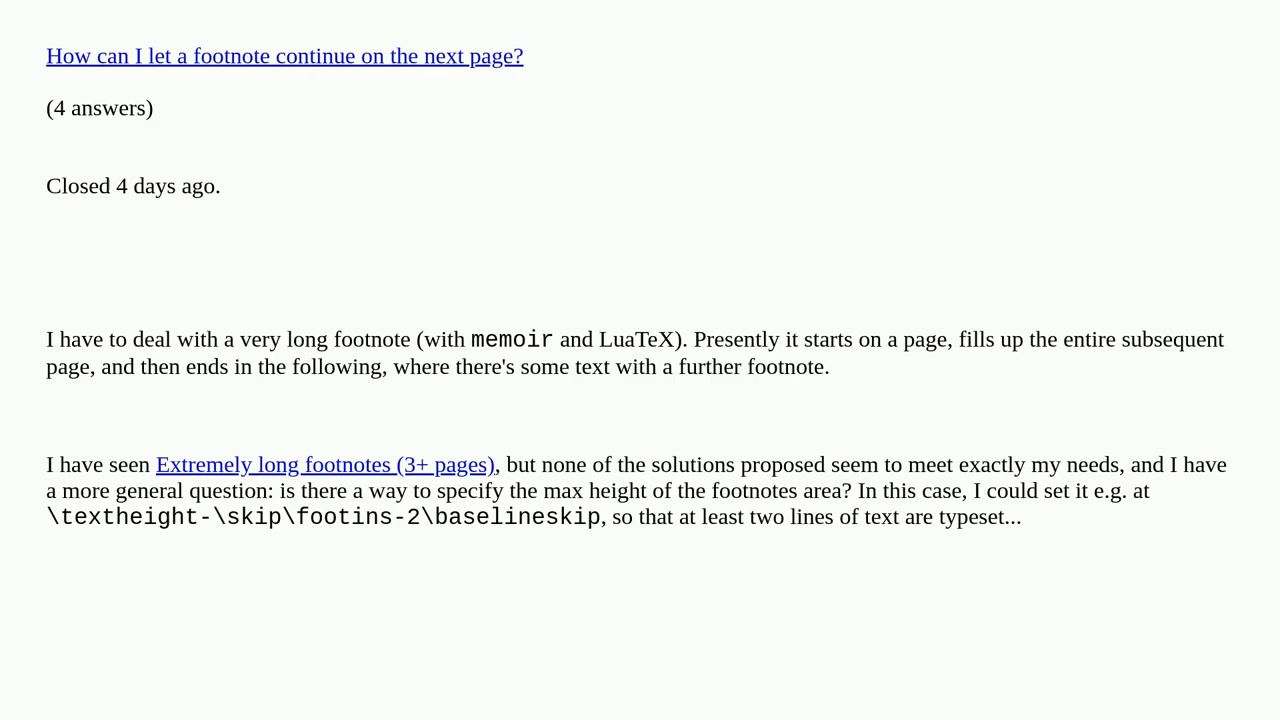 How can I let a footnote continue on the next page?
(4 answers)
Closed 4 days ago.
I have to deal with a very long footnote (with memoir and LuaTeX). Presently it starts on a page, fills up the entire subsequent
page, and then ends in the following, where there's some text with a further footnote.
I have seen Extremely long footnotes (3+ pages), but none of the solutions proposed seem to meet exactly my needs, and I have
a more general question: is there a way to specify the max height of the footnotes area? In this case, I could set it e.g. at
\textheight-\skip\footins-2\baselineskip, so that at least two lines of text are typeset...